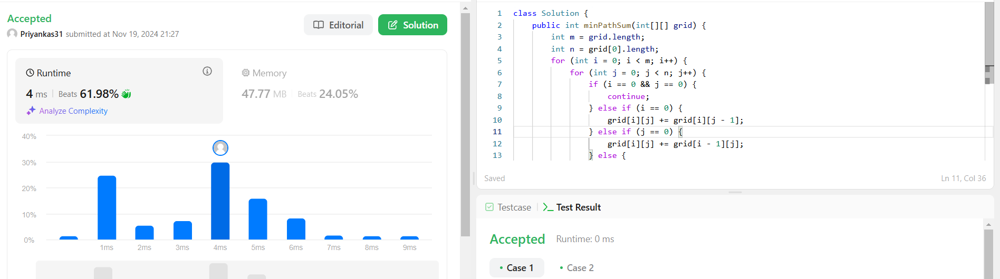 Accepted
Editorial
Solution
Priyankas31 submitted at Nov 19, 2024 21:27
Runtime
4 ms | Beats 61.98%
Analyze Complexity
Memory
47.77 MB | Beats 24.05%
40%
30%
20%
10%
0%
1ms 2ms 3ms 4ms 5ms 6ms 7ms 8ms 9ms
1 class Solution {
2 public int minPathSum(int[][] grid) {
3 int m = grid.length;
4 int n = grid[0].length;
5 for (int i = 0; i < m; i++) {
6 for (int j = 0; j < n; j++) {
7 if (i == 0 && j == 0) {
8 continue;
9 } else if (i == 0) {
10 grid[i][j] += grid[i][j - 1];
11 } else if (j == 0) {
12 grid[i][j] += grid[i - 1][j];
13 } else {
Saved
Ln 11, Col 36
Testcase | >_ Test Result
Accepted Runtime: 0 ms
• Case 1 • Case 2